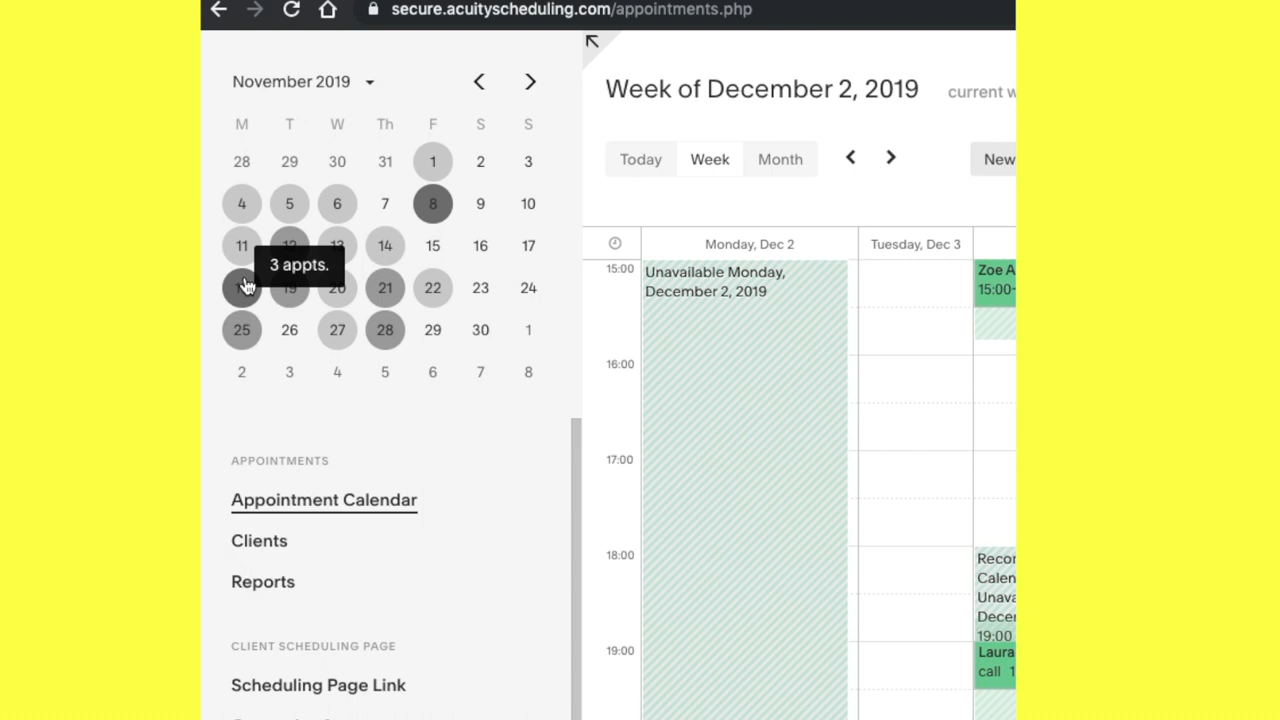 secure.acuityscheduling.com/appointments.php
November 2019
M T W Th F S S
28 29 30 31 1 2 3
4 5 6 7 8 9 10
11 12 13 14 15 16 17
3 appts.
19 20 21 22 23 24
25 26 27 28 29 30 1
2 3 4 5 6 7 8
APPOINTMENTS
Appointment Calendar
Clients
Reports
CLIENT SCHEDULING PAGE
Scheduling Page Link
Week of December 2, 2019 current w
Today Week Month
New
Monday, Dec 2 Tuesday, Dec 3
15:00
16:00
17:00
18:00
19:00
Unavailable Monday,
December 2, 2019
Zoe A
15:00-
Recor
Calen
Unava
Decer
19:00
Laura
call 1